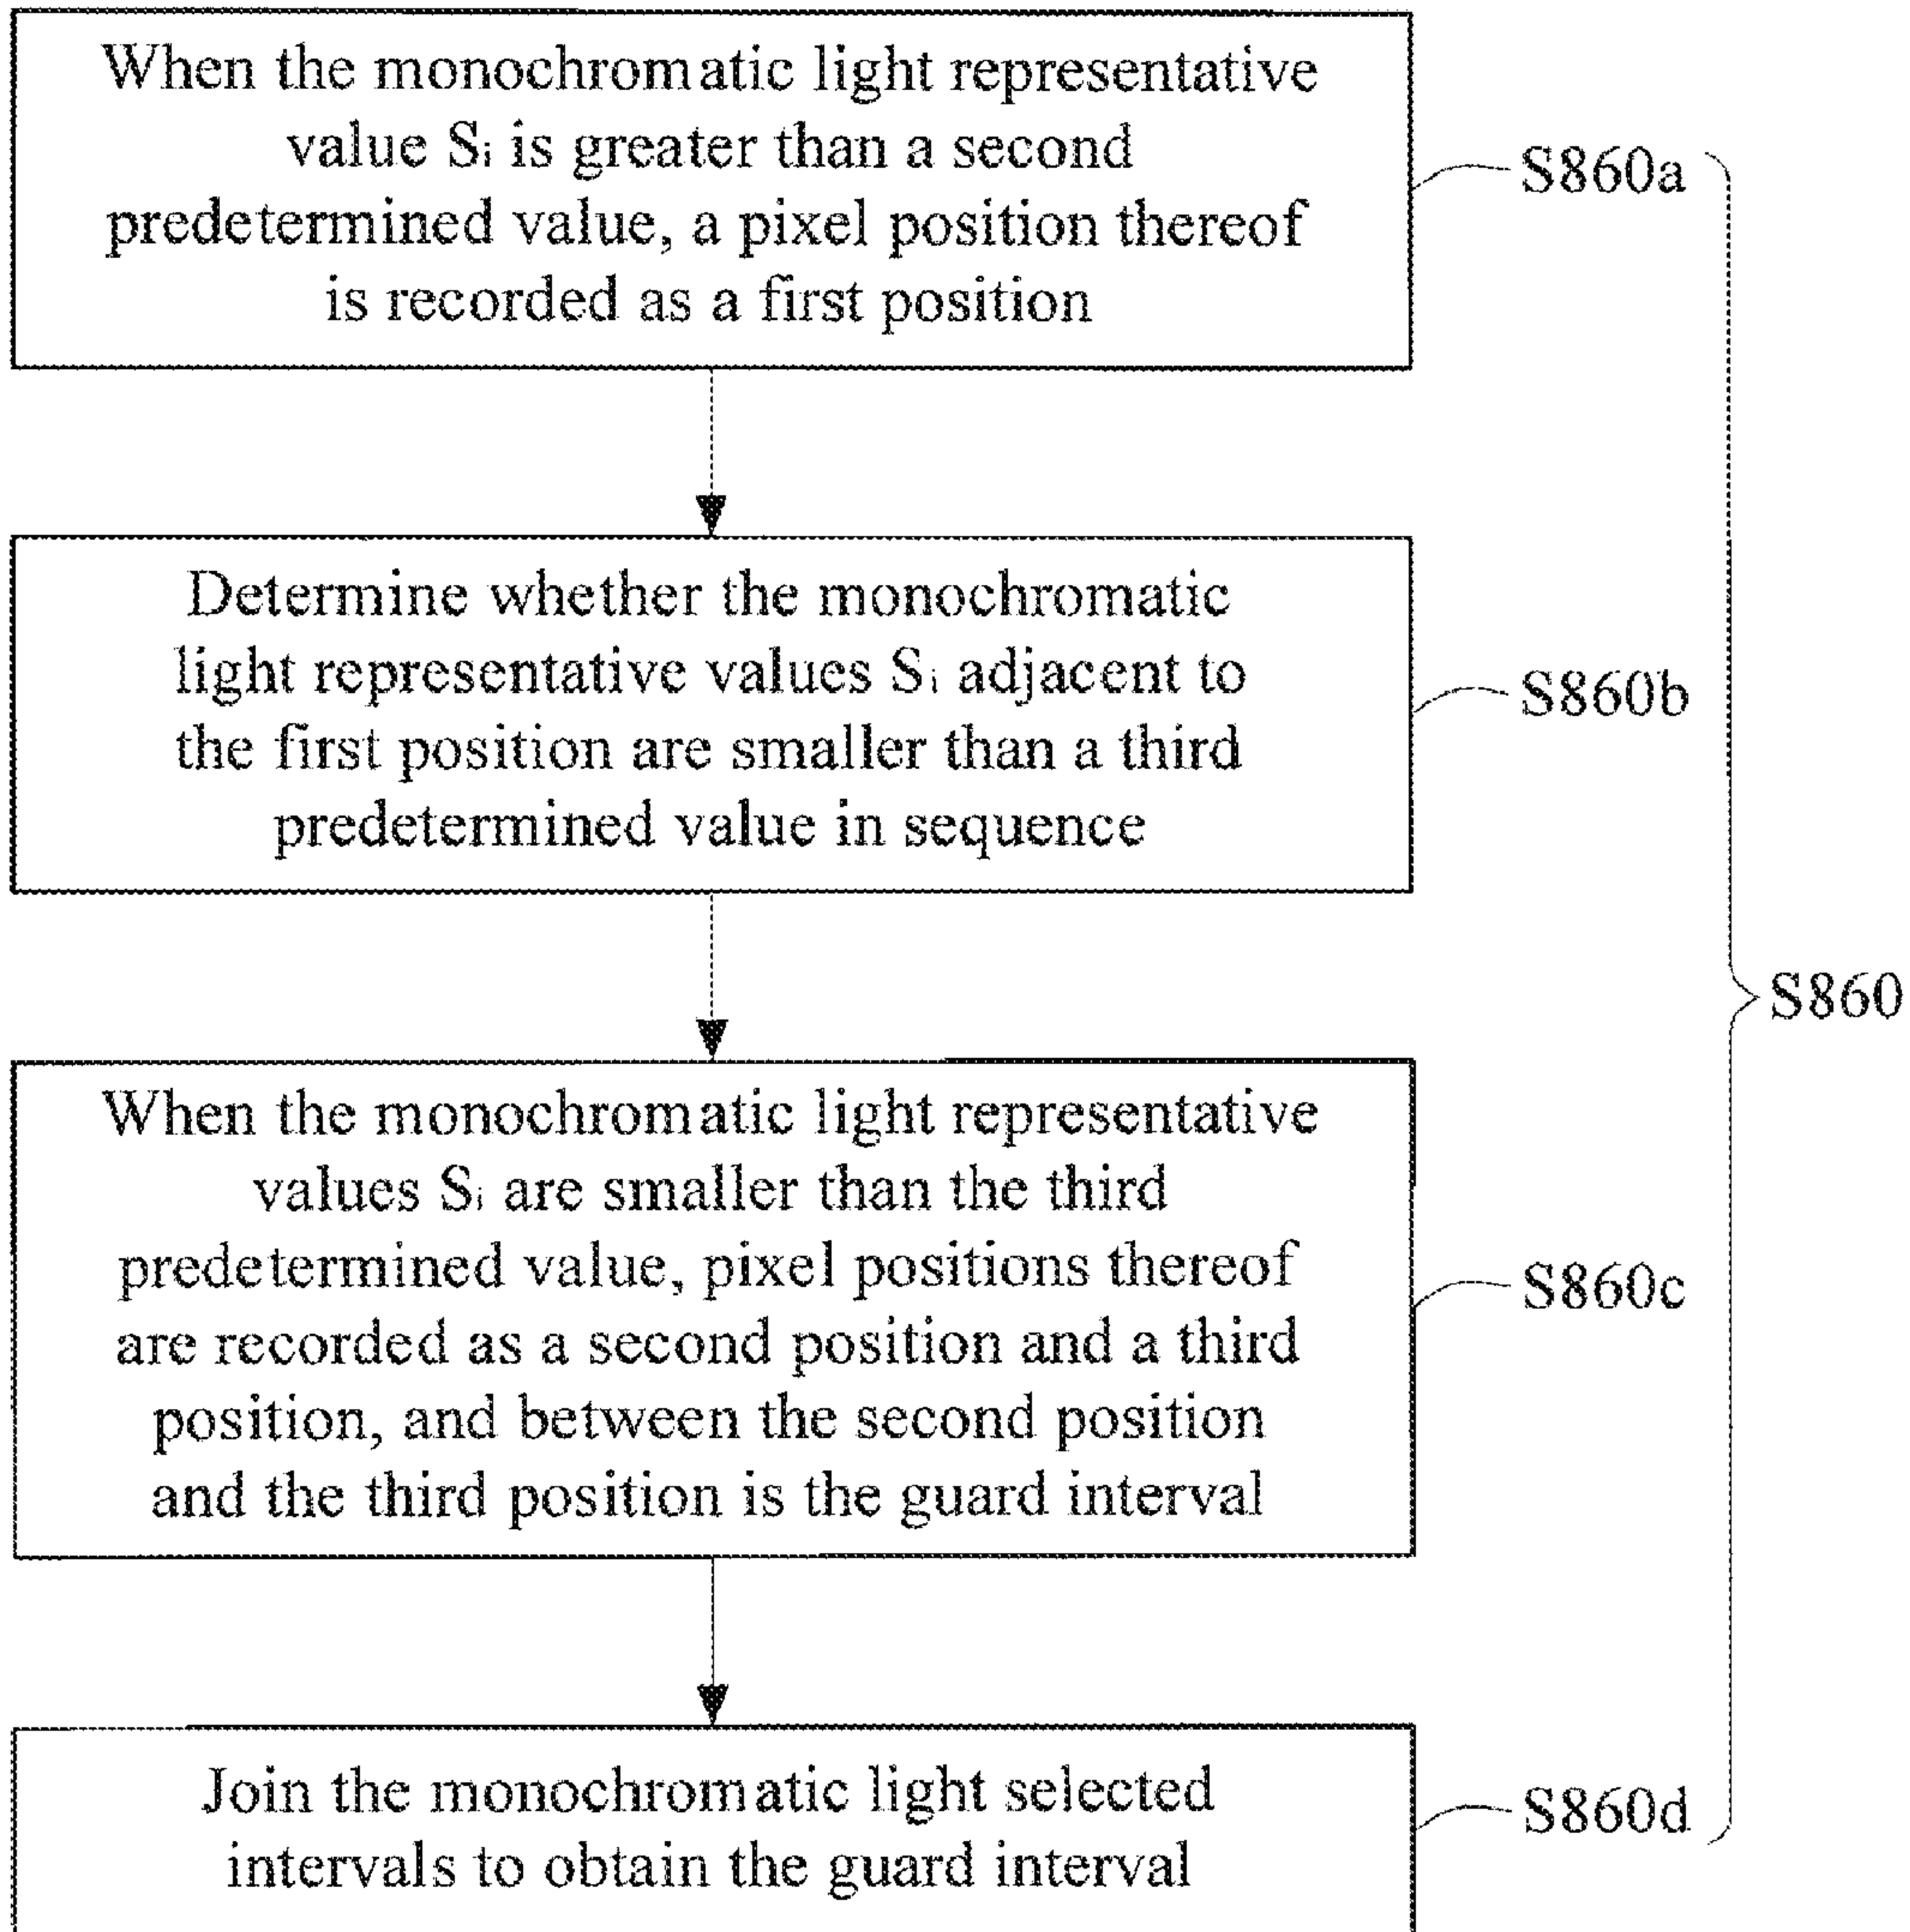 When the monochromatic light representative
value Si is greater than a second
predetermined value, a pixel position thereof
is recorded as a first position
S860a
Determine whether the monochromatic
light representative values Si adjacent to
the first position are smaller than a third
predetermined value in sequence
S860b
S860
When the monochromatic light representative
values Si are smaller than the third
predetermined value, pixel positions thereof
are recorded as a second position and a third
position, and between the second position
and the third position is the guard interval
S860c
Join the monochromatic light selected
intervals to obtain the guard interval
S860d